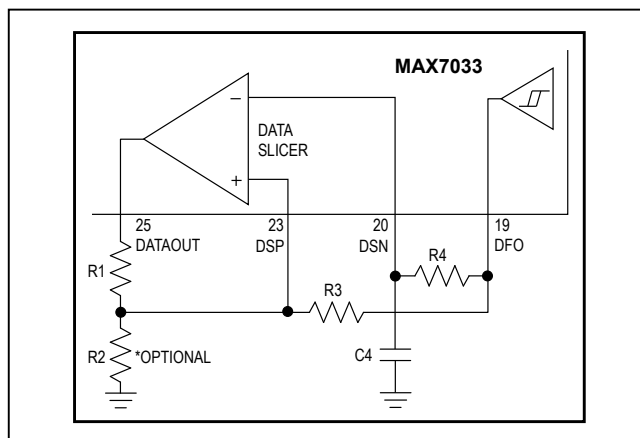 MAX7033
−
DATA
SLICER
+
25
DATAOUT
23
DSP
20
DSN
19
DFO
R1
R3
R4
R2
*OPTIONAL
C4